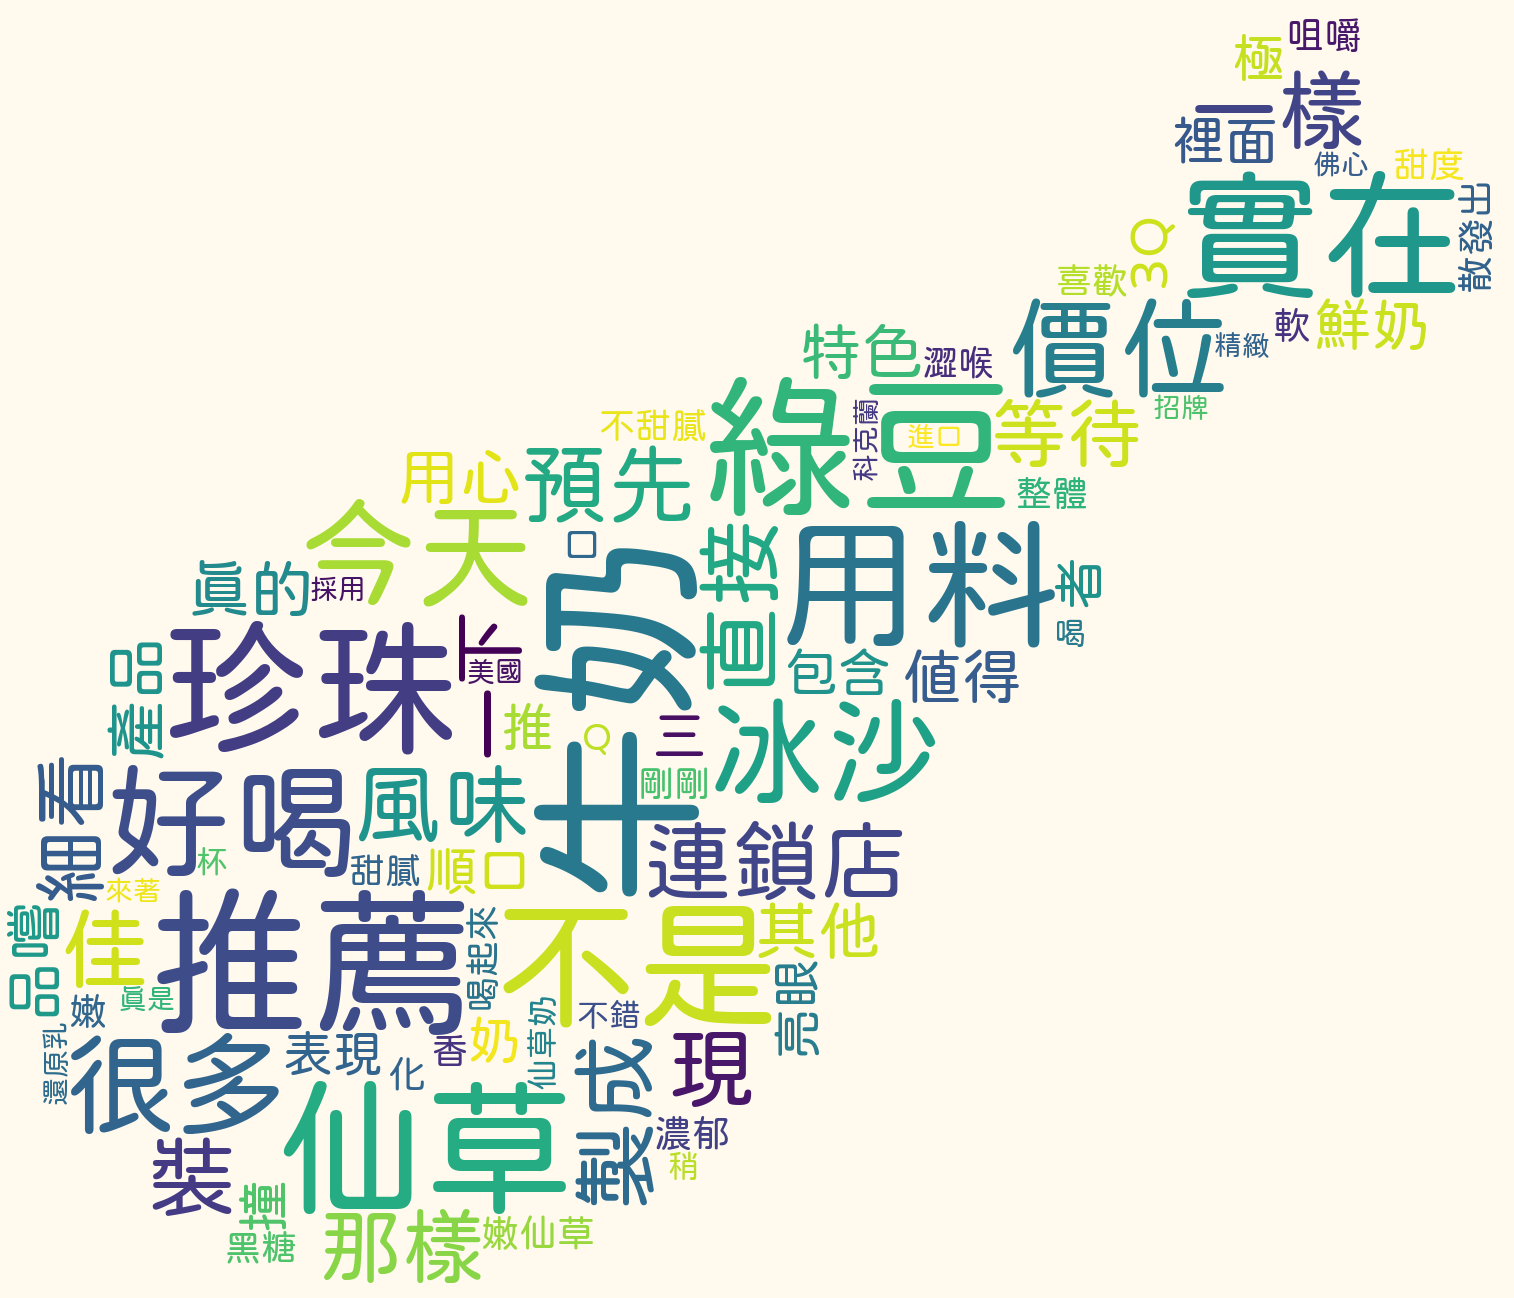 咀嚼
極
一樣
裡面
佛心
甜度
實在
散發出
3Q
喜歡
價位
精緻
軟
鮮奶
特色
澀喉
招牌
不甜膩
綠豆
科克蘭
進口
等待
用心
預先
整體
今天
口
牛奶
直接
用料
者
喝
真的
採用
珍珠
下一
美國
包含
值得
產品
推
Q
三
冰沙
剛剛
細看
好喝
風味
杯
甜膩
順口
連鎖店
來著
品嚐
佳
推薦
喝起來
不是
其他
亮眼
真是
嫩
不錯
還原乳
很多
表現
化
香
奶
仙草奶
製成
現
仙草
濃郁
稍
裝
撞
黑糖
那樣
嫩仙草